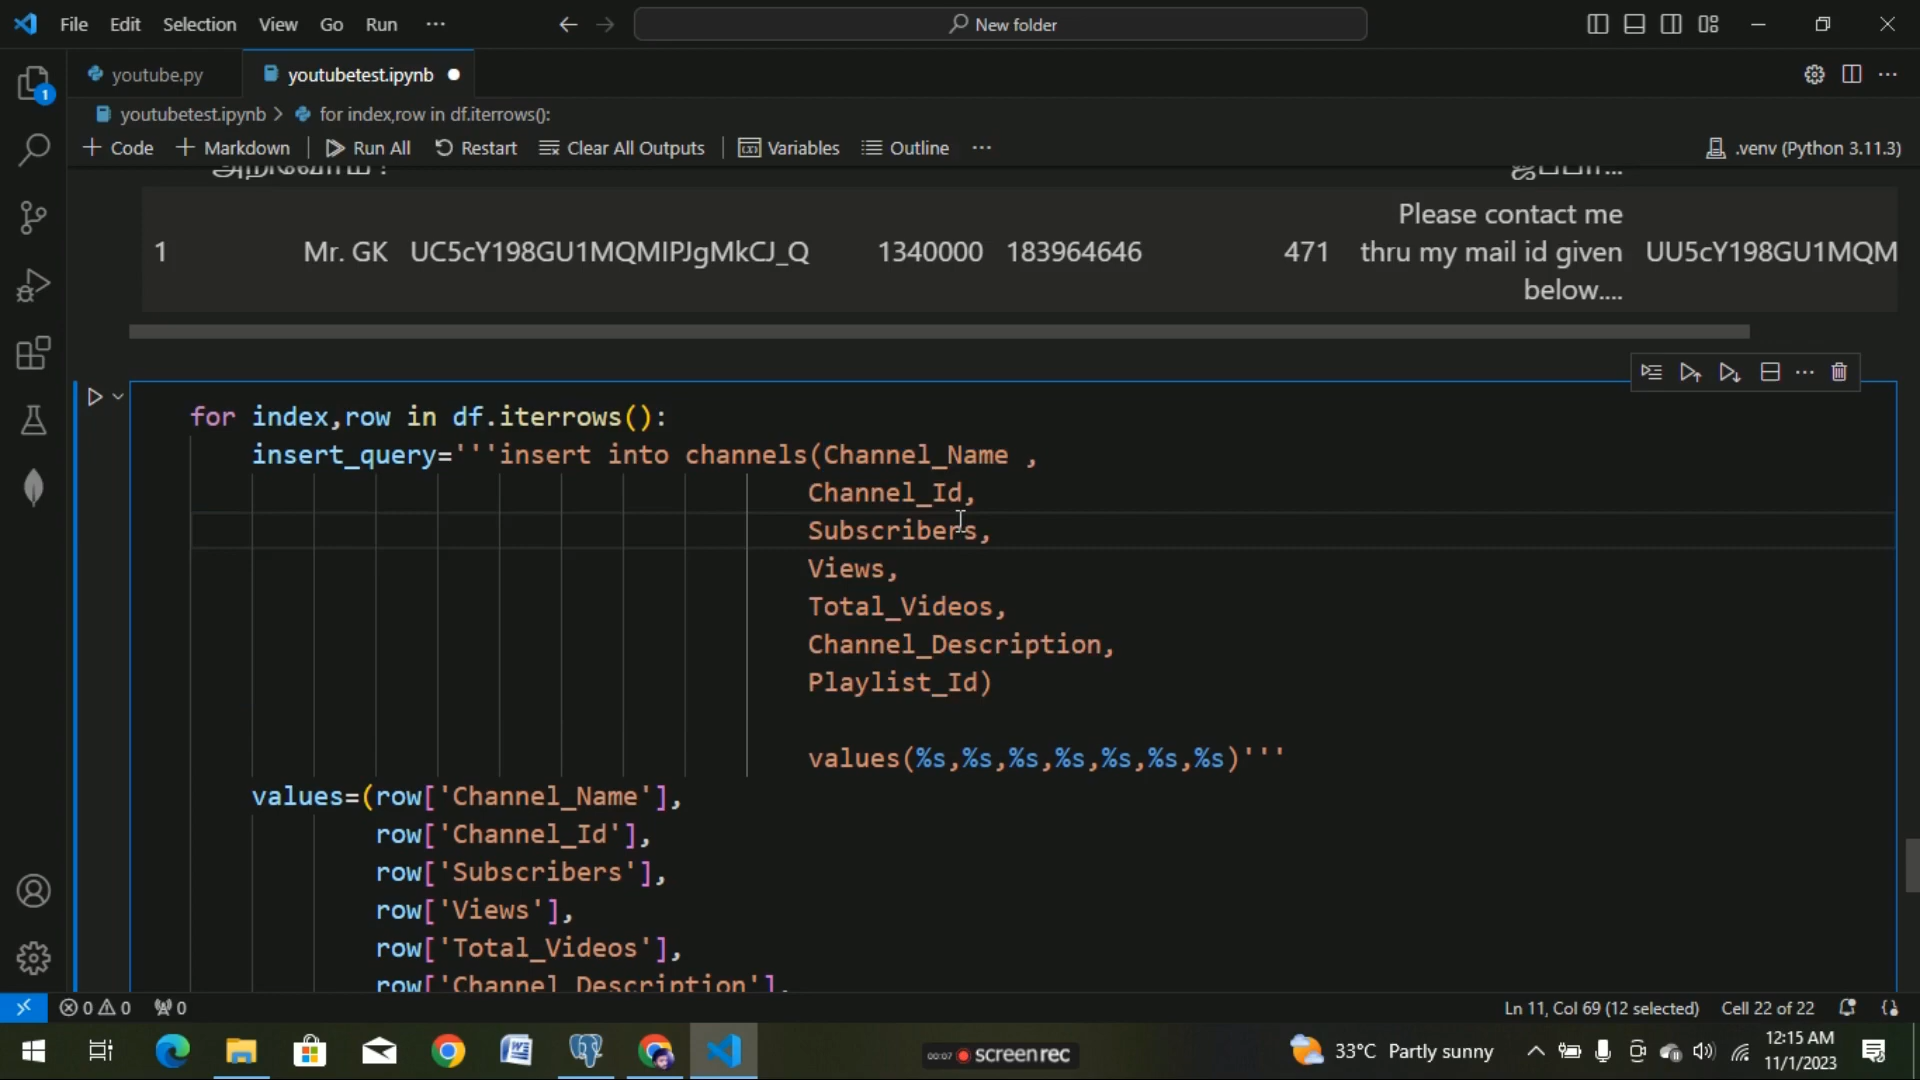 File Edit Selection View Go Run ···
New folder
youtube.py
youtubetest.ipynb
youtubetest.ipynb > for index,row in df.iterrows():
+ Code + Markdown Run All Restart Clear All Outputs Variables Outline ···
.venv (Python 3.11.3)
1 Mr. GK UC5cY198GU1MQMIPJgMkCJ_Q 1340000 183964646 471 Please contact me thru my mail id given below.... UU5cY198GU1MQM
for index,row in df.iterrows():
insert_query='''insert into channels(Channel_Name ,
Channel_Id,
Subscribers,
Views,
Total_Videos,
Channel_Description,
Playlist_Id)
values(%s,%s,%s,%s,%s,%s,%s)'''
values=(row['Channel_Name'],
row['Channel_Id'],
row['Subscribers'],
row['Views'],
row['Total_Videos'],
row['Channel_Description'],
0 0 0
Ln 11, Col 69 (12 selected) Cell 22 of 22
00:07 screenrec
33°C Partly sunny
12:15 AM
11/1/2023